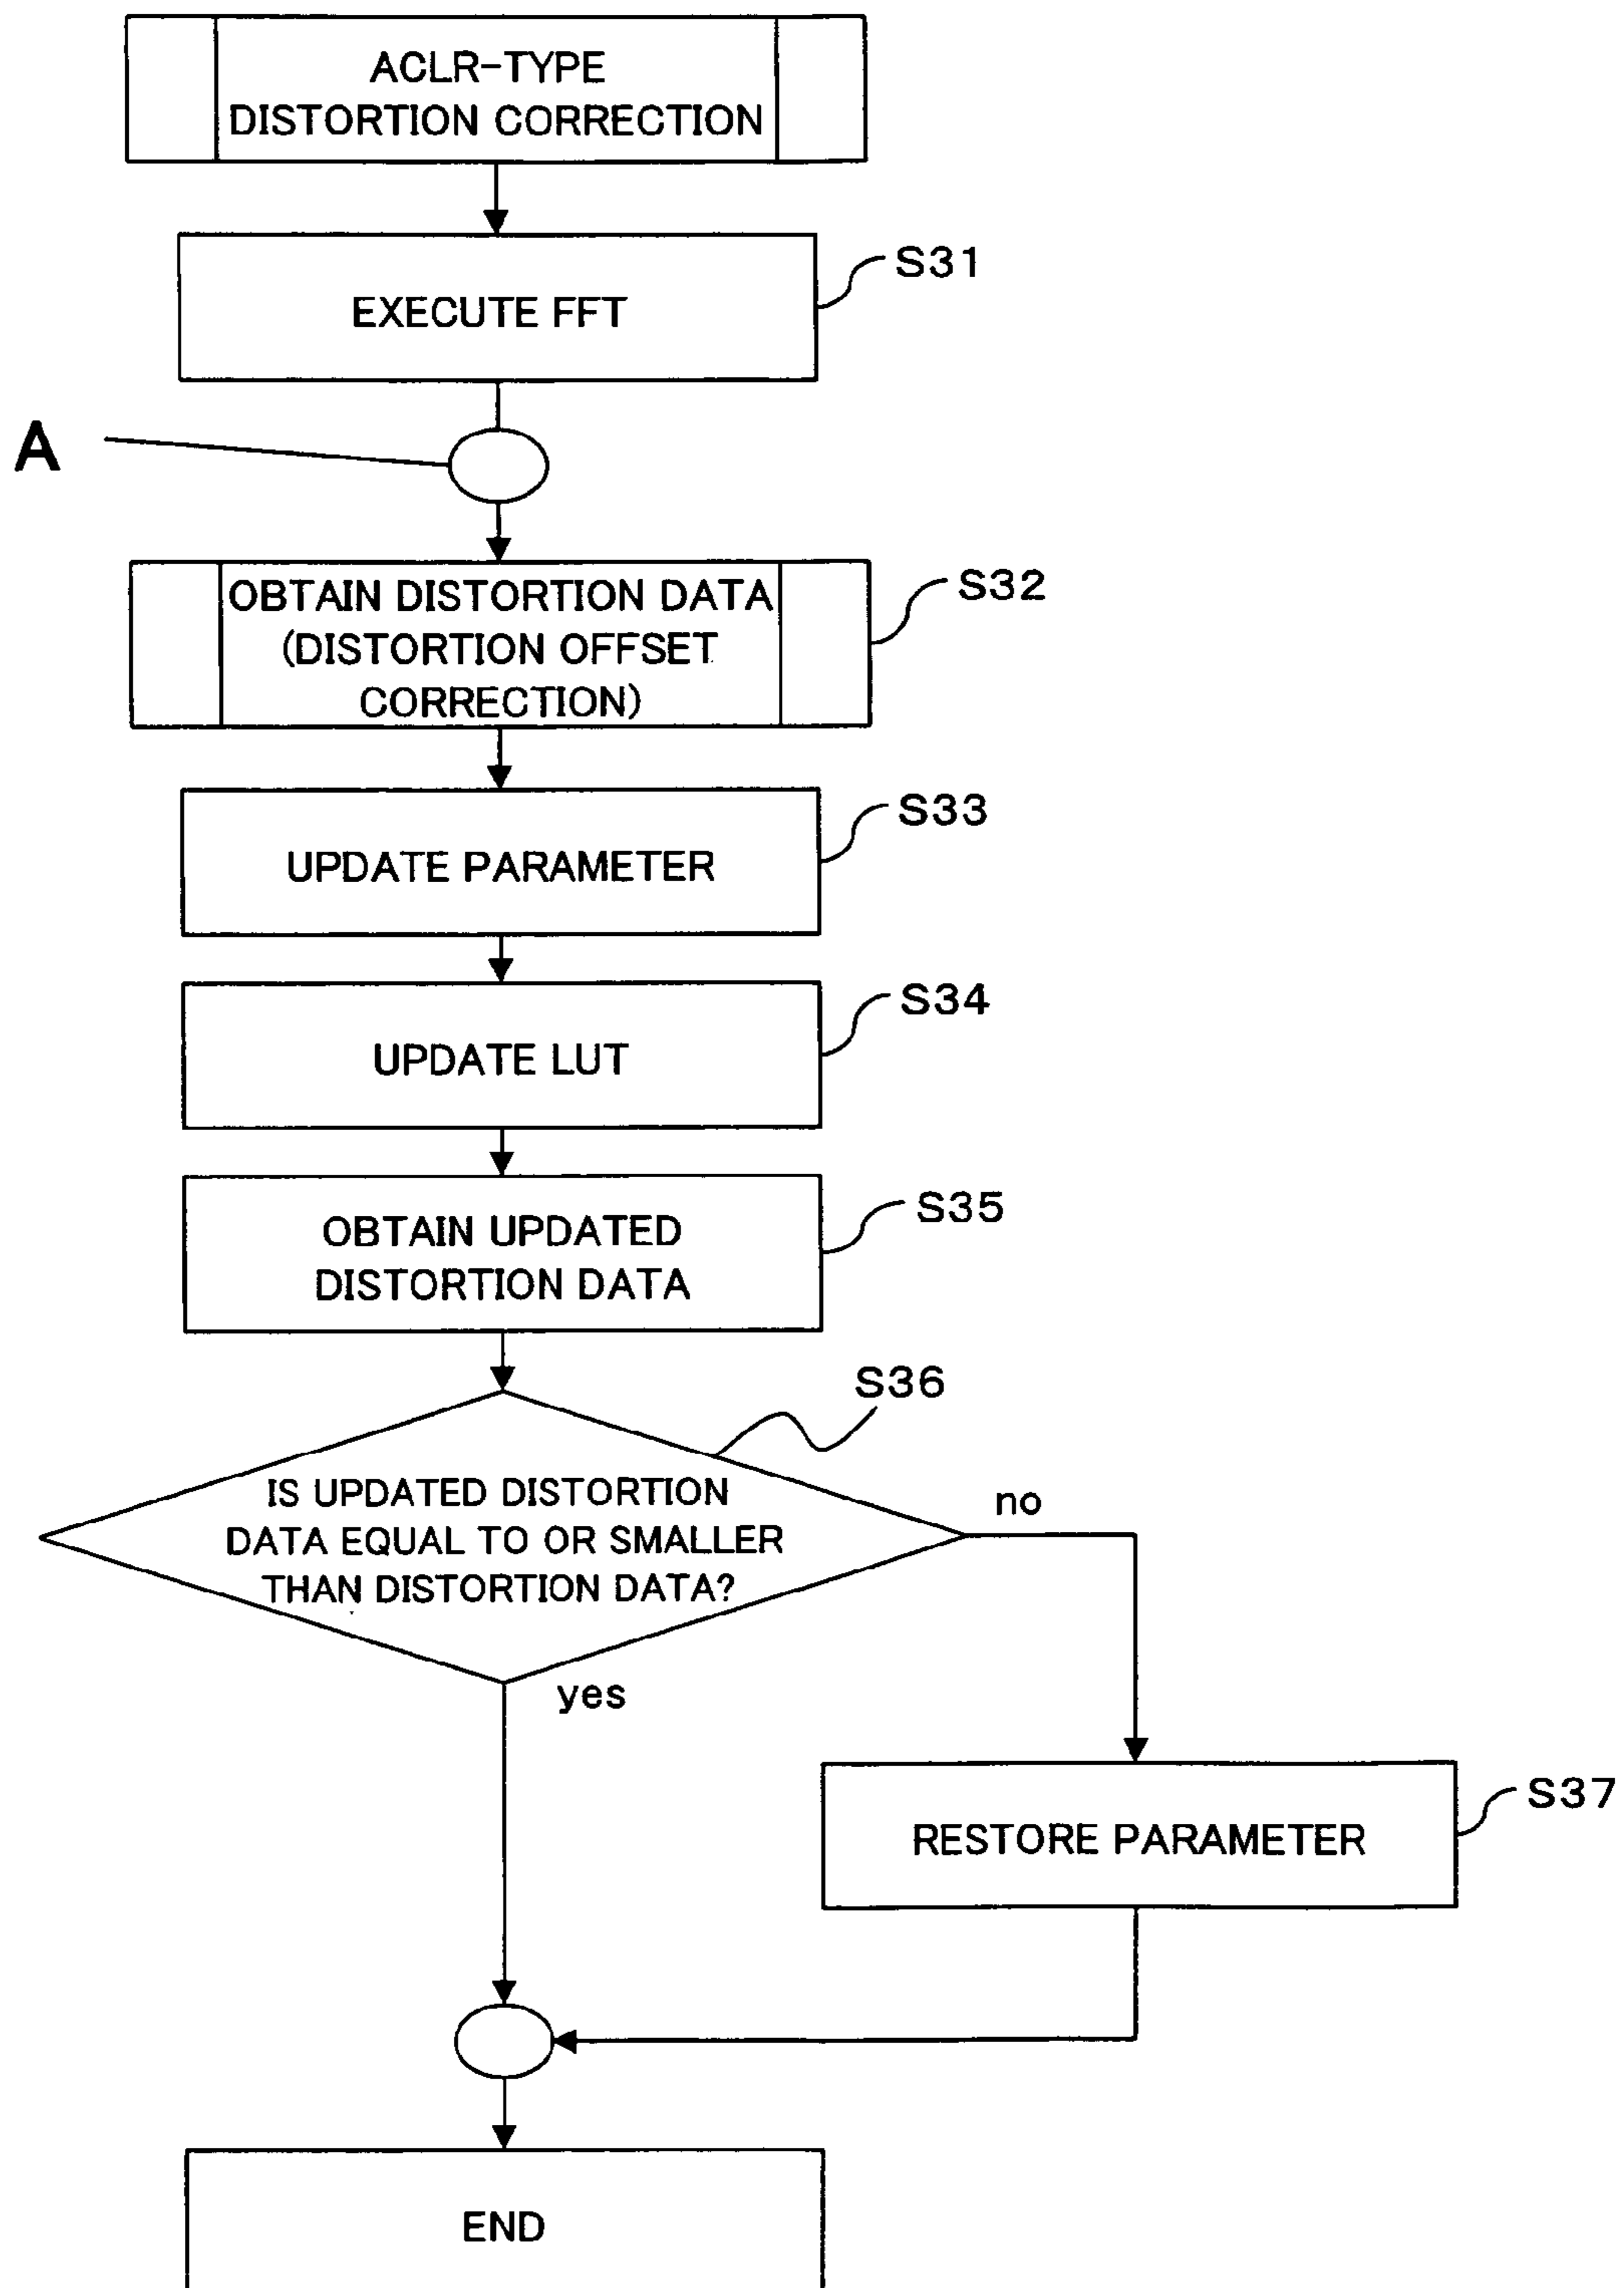 ACLR-TYPE
DISTORTION CORRECTION
S31
EXECUTE FFT
A
S32
OBTAIN DISTORTION DATA
(DISTORTION OFFSET
CORRECTION)
S33
UPDATE PARAMETER
S34
UPDATE LUT
S35
OBTAIN UPDATED
DISTORTION DATA
S36
IS UPDATED DISTORTION
DATA EQUAL TO OR SMALLER
THAN DISTORTION DATA?
no
yes
S37
RESTORE PARAMETER
END